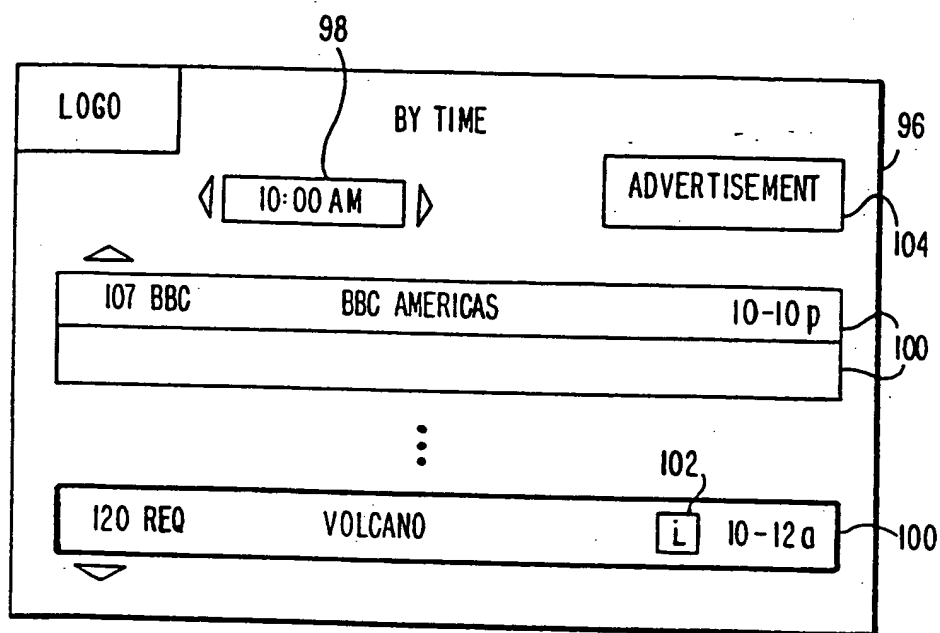 98
LOGO
BY TIME
96
10:00 AM
ADVERTISEMENT
104
107 BBC BBC AMERICAS 10-10 p
100
102
120 REQ VOLCANO i 10-12 a
100